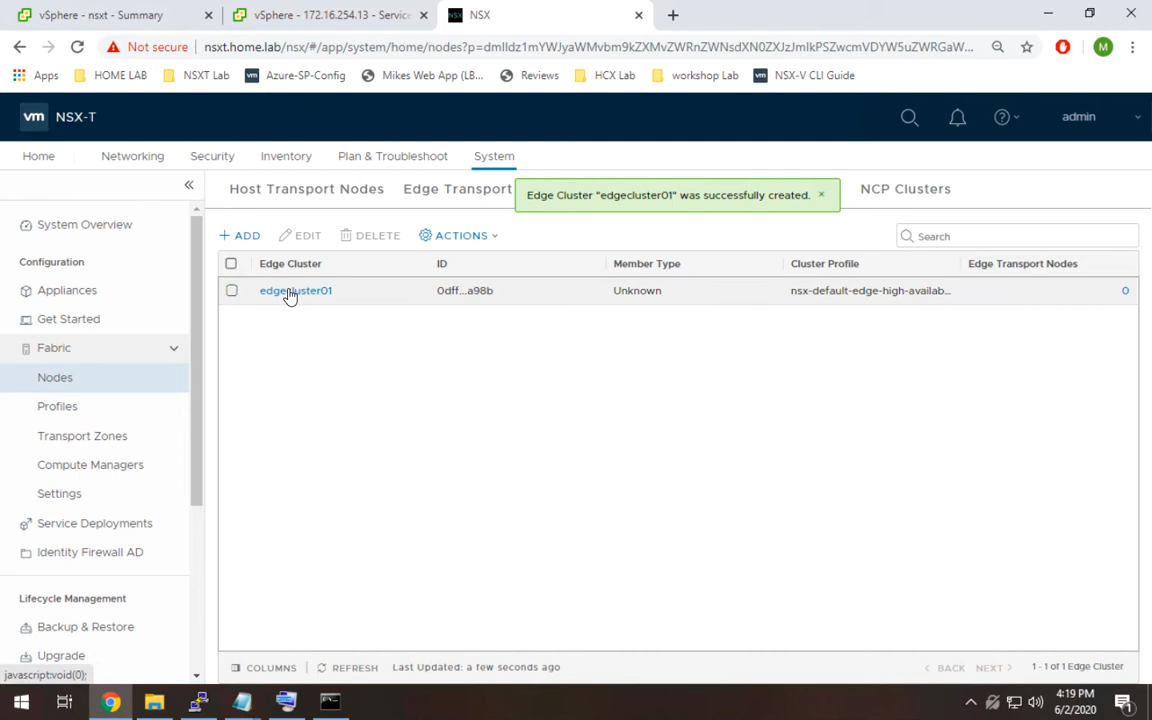 vSphere - nsxt - Summary
vSphere - 172.16.254.13 - Service
NSX
Not secure
nsxt.home.lab/nsx/#/app/system/home/nodes?p=
Apps
HOME LAB
NSXT Lab
Azure-SP-Config
Mikes Web App (LB...
Reviews
HCX Lab
workshop Lab
NSX-V CLI Guide
vm NSX-T
admin
Home
Networking
Security
Inventory
Plan & Troubleshoot
System
Host Transport Nodes
Edge Transport
NCP Clusters
Edge Cluster "edgecluster01" was successfully created.
System Overview
Configuration
Appliances
Get Started
Fabric
Nodes
Profiles
Transport Zones
Compute Managers
Settings
Service Deployments
Identity Firewall AD
Lifecycle Management
Backup & Restore
Upgrade
javascript:void(0);
+ ADD
EDIT
DELETE
ACTIONS
Search
Edge Cluster
ID
Member Type
Cluster Profile
Edge Transport Nodes
edgecluster01
0dff...a98b
Unknown
nsx-default-edge-high-availab...
0
COLUMNS
REFRESH
Last Updated: a few seconds ago
BACK
NEXT
1 - 1 of 1 Edge Cluster
4:19 PM
6/2/2020